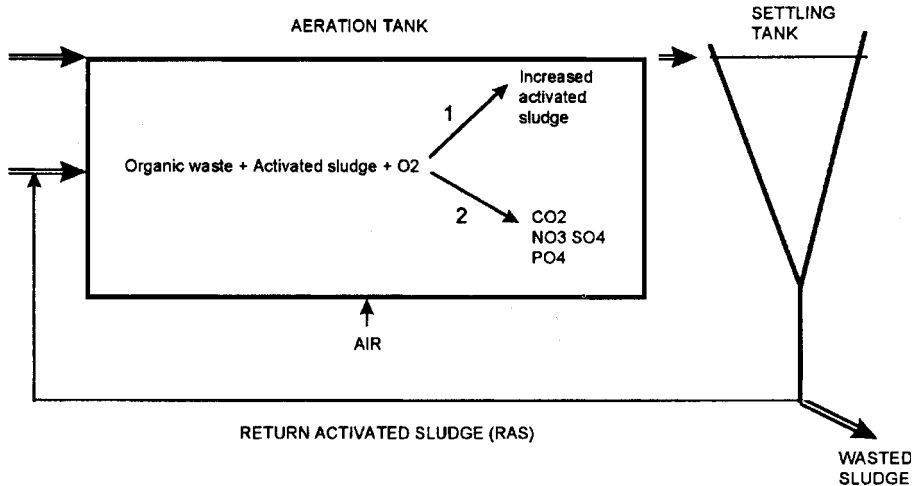 AERATION TANK
SETTLING
TANK
Increased
activated
sludge
1
Organic waste + Activated sludge + O2
2
CO2
NO3 SO4
PO4
AIR
RETURN ACTIVATED SLUDGE (RAS)
WASTED
SLUDGE